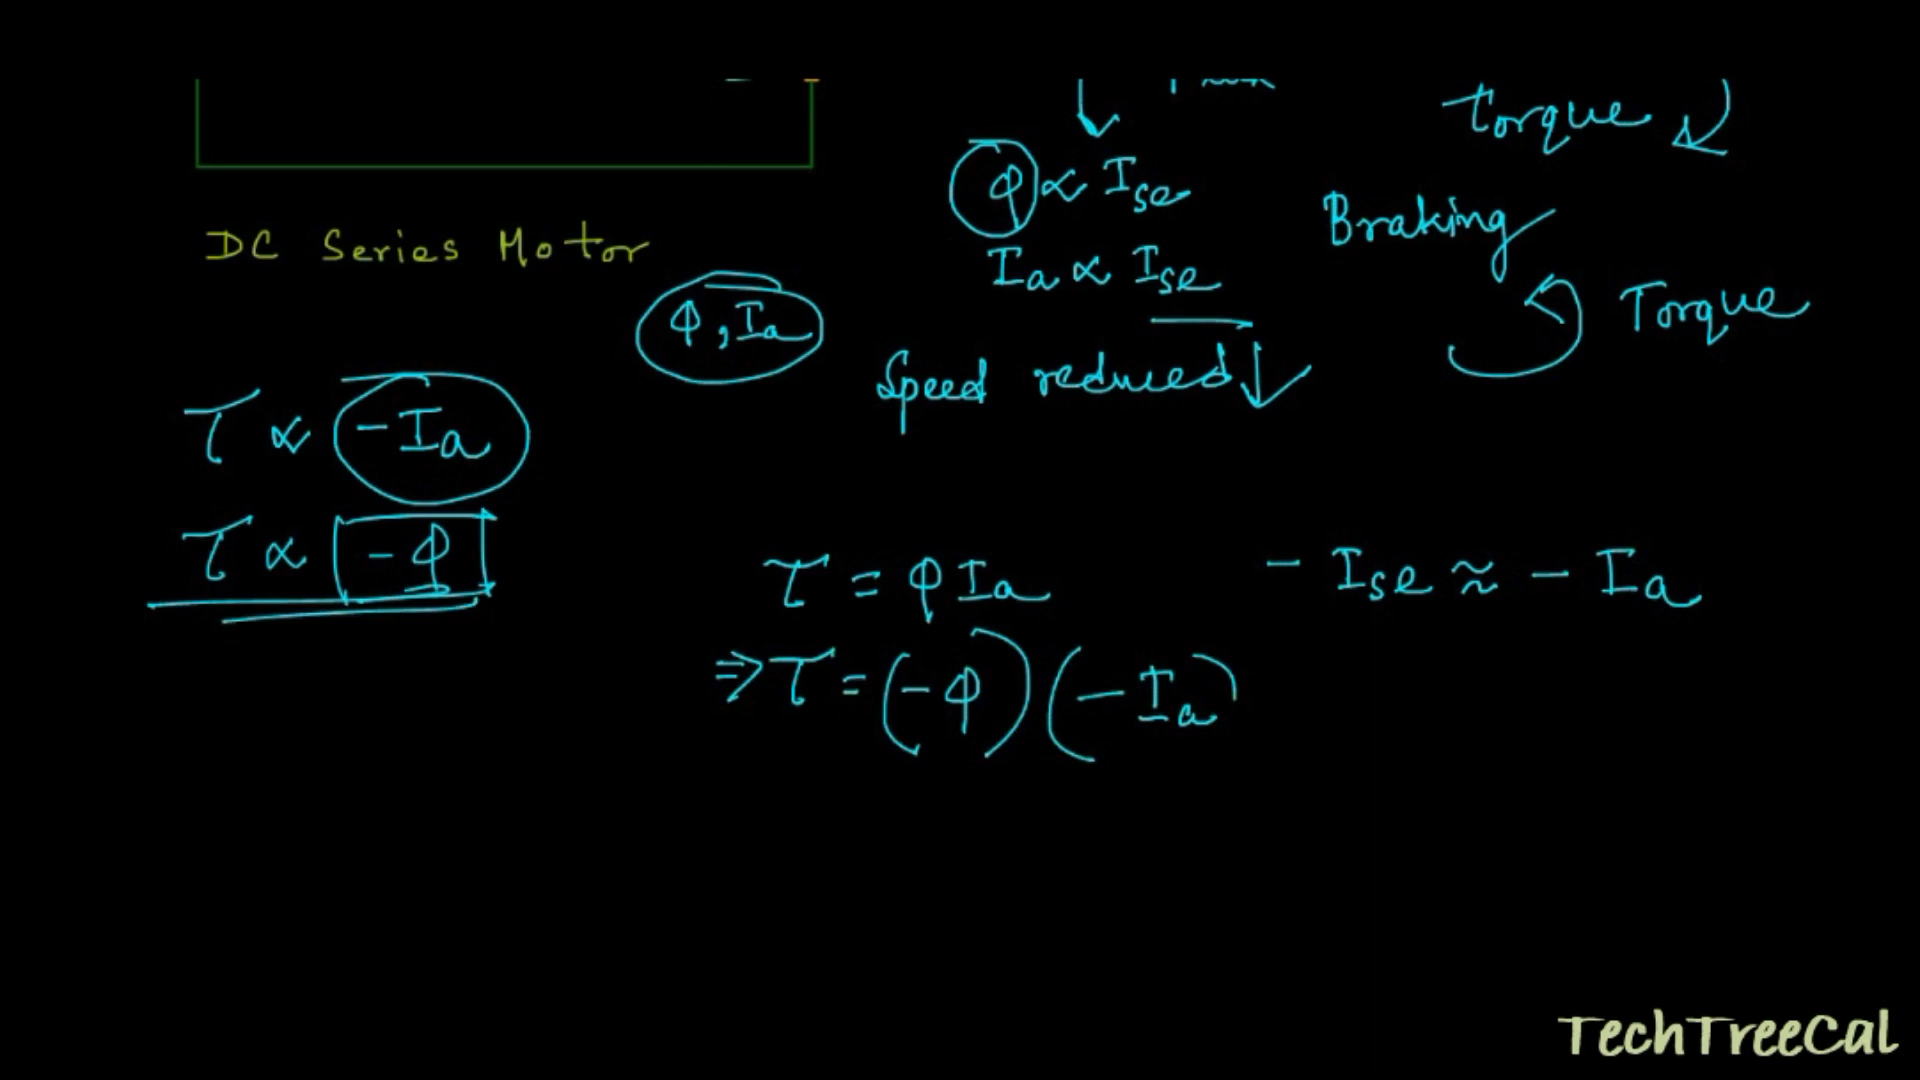 Torque
φ ∝ Ise
Braking
DC Series Motor
Ia ∝ Ise
φ, Ia
Torque
Speed reduced ↓
τ ∝ -Ia
τ ∝ -φ
τ = φ Ia
- Ise ≈ - Ia
⇒ τ = (-φ) (-Ia)
TechTreeCal